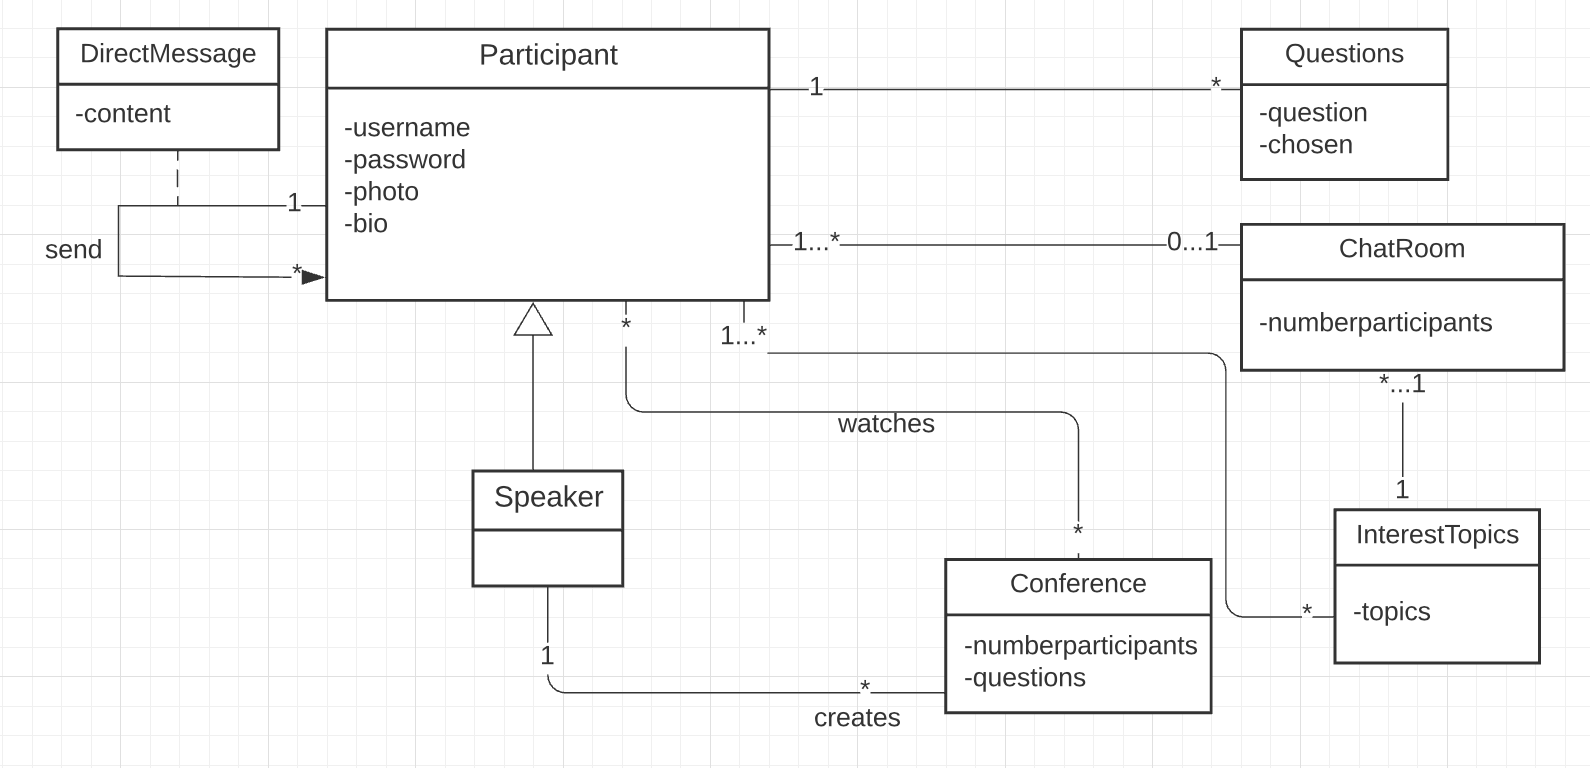 DirectMessage
-content
Participant
-username
-password
-photo
-bio
1
*
Questions
-question
-chosen
1
send
*
1...*
0...1
ChatRoom
-numberparticipants
*
1...*
watches
*...1
1
Speaker
InterestTopics
-topics
*
*
Conference
-numberparticipants
-questions
1
*
creates